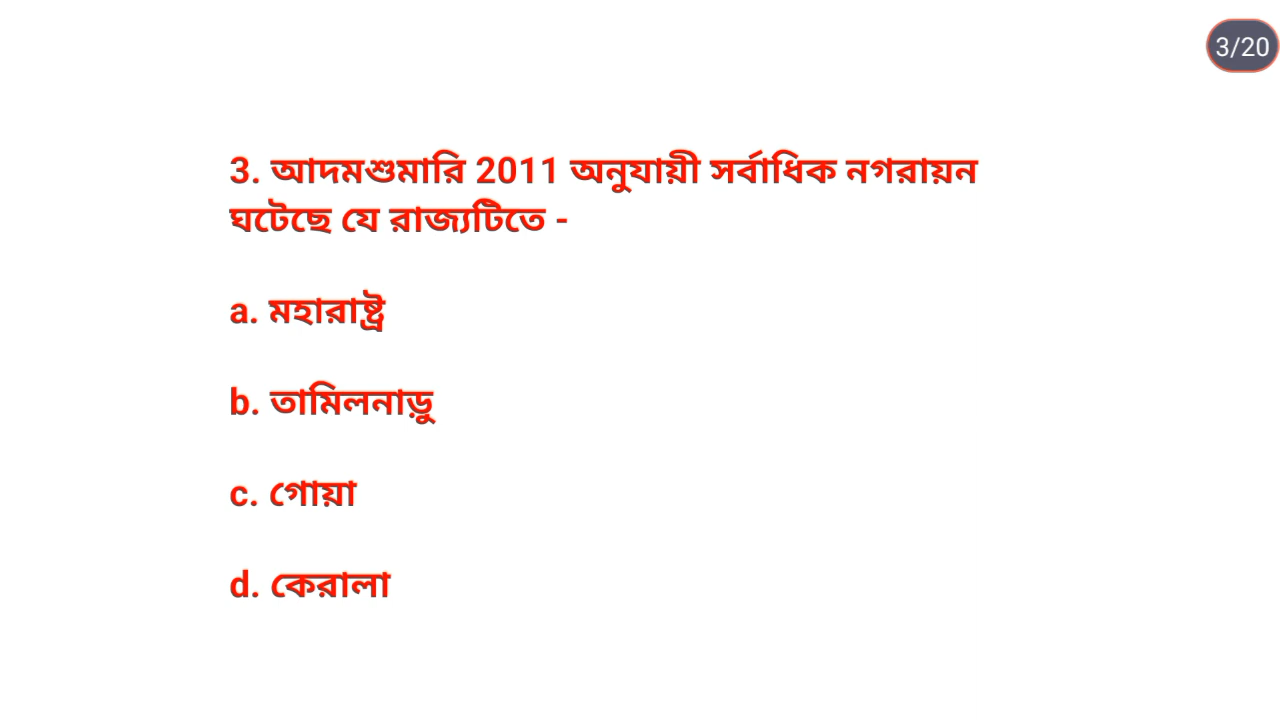 3/20
3. আদমশুমারি 2011 অনুযায়ী সর্বাধিক নগরায়ন
ঘটেছে যে রাজ্যটিতে -
a. মহারাষ্ট্র
b. তামিলনাড়ু
c. গোয়া
d. কেরালা